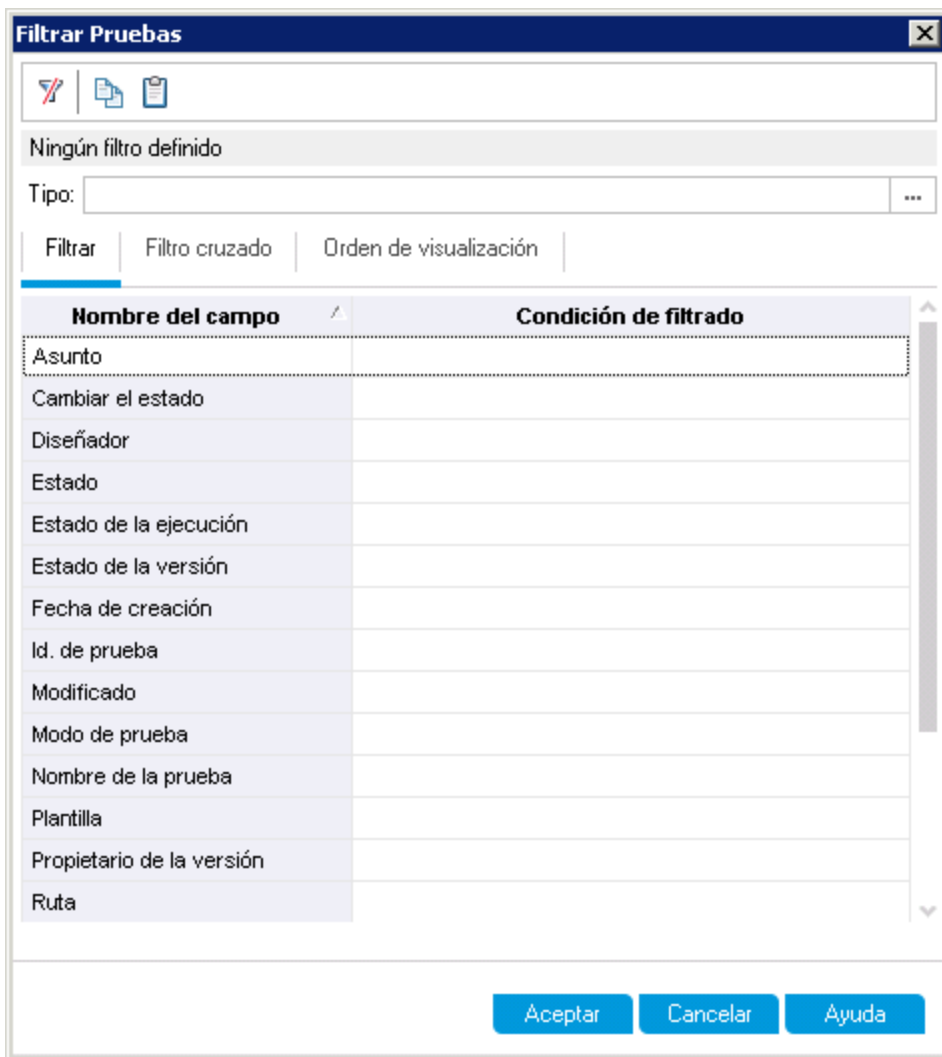 Filtrar Pruebas
Ningún filtro definido
Tipo: ...
Filtrar Filtro cruzado Orden de visualización
Nombre del campo Condición de filtrado
Asunto
Cambiar el estado
Diseñador
Estado
Estado de la ejecución
Estado de la versión
Fecha de creación
Id. de prueba
Modificado
Modo de prueba
Nombre de la prueba
Plantilla
Propietario de la versión
Ruta
Aceptar Cancelar Ayuda